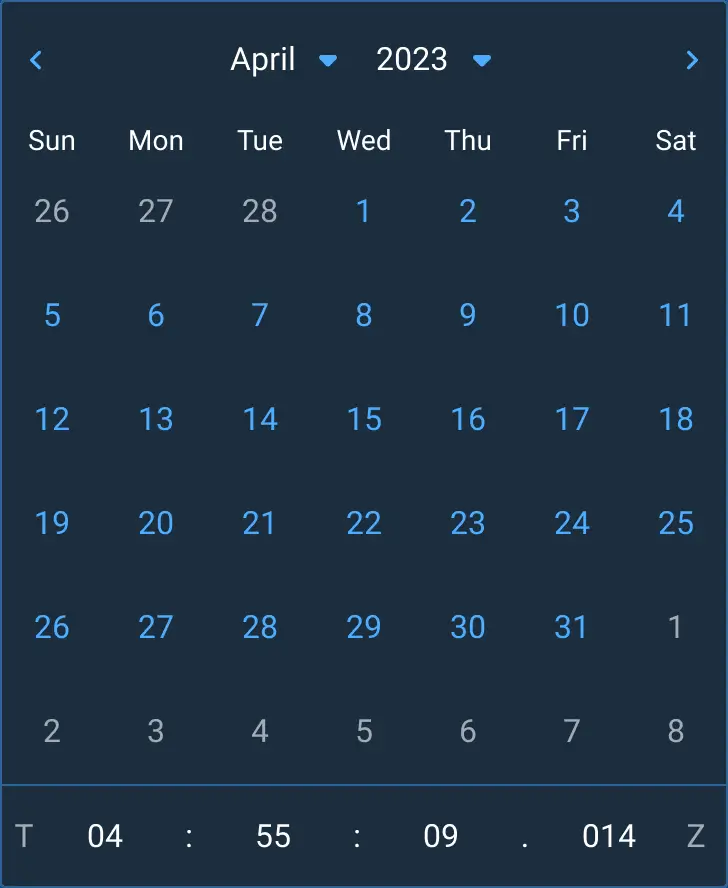 April 2023
Sun Mon Tue Wed Thu Fri Sat
26 27 28 1 2 3 4
5 6 7 8 9 10 11
12 13 14 15 16 17 18
19 20 21 22 23 24 25
26 27 28 29 30 31 1
2 3 4 5 6 7 8
T 04 : 55 : 09 . 014 Z